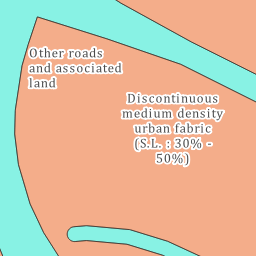 Other roads
and associated
land
Discontinuous
medium density
urban fabric
(S.L. : 30% -
50%)